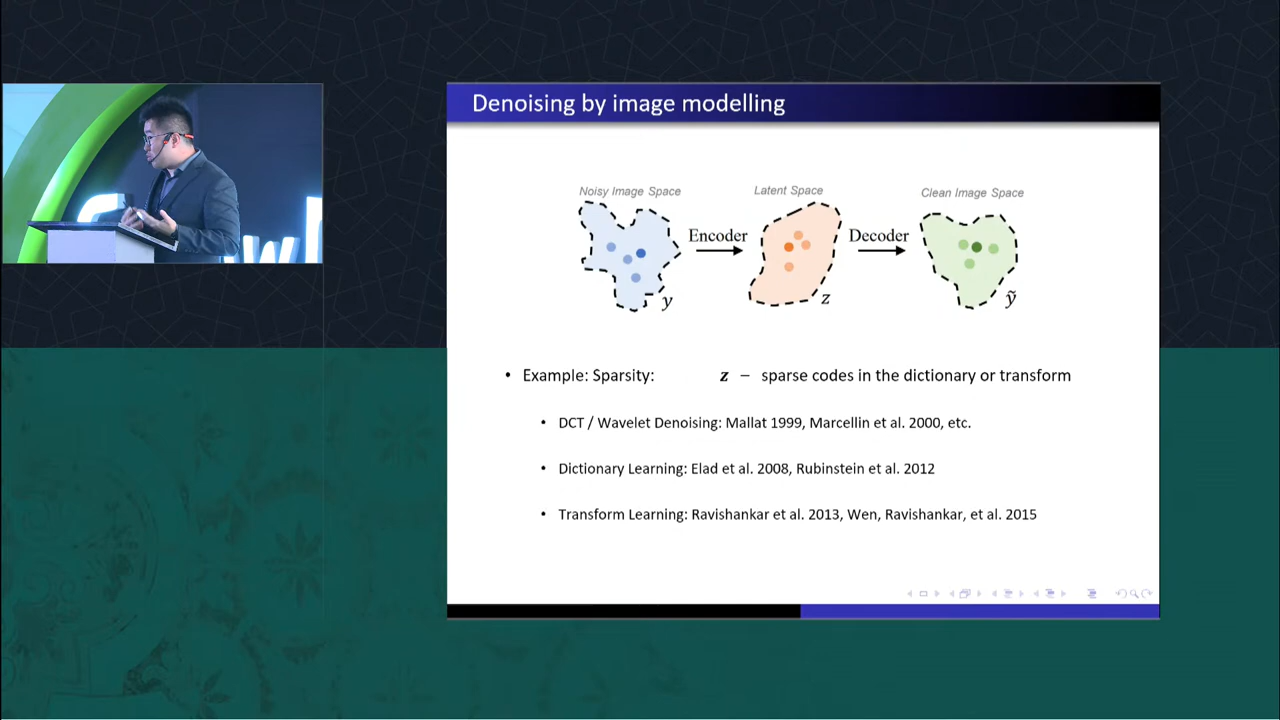 Denoising by image modelling
Noisy Image Space
Latent Space
Clean Image Space
Encoder
Decoder
y
z
ỹ
• Example: Sparsity: z – sparse codes in the dictionary or transform
• DCT / Wavelet Denoising: Mallat 1999, Marcellin et al. 2000, etc.
• Dictionary Learning: Elad et al. 2008, Rubinstein et al. 2012
• Transform Learning: Ravishankar et al. 2013, Wen, Ravishankar, et al. 2015